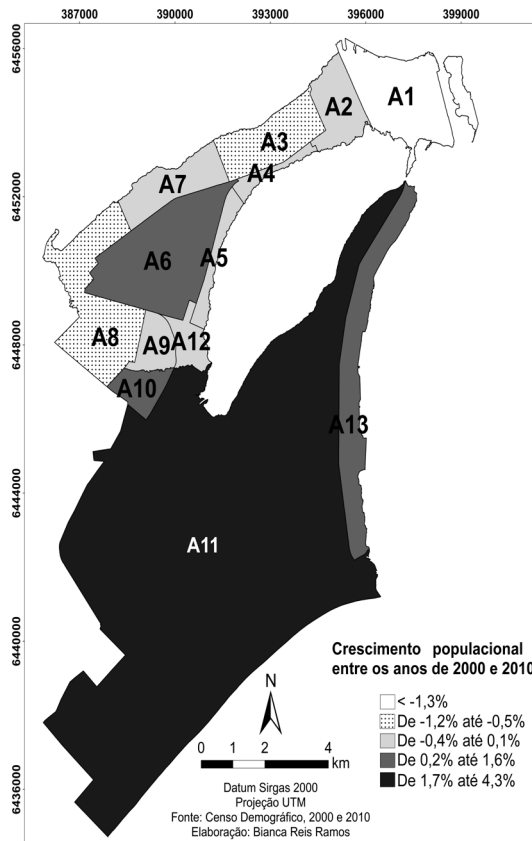 387000 390000 393000 396000 399000
6456000
6452000
6448000
6444000
6440000
6436000
A1
A2
A3
A4
A7
A5
A6
A8
A9
A12
A10
A13
A11
Crescimento populacional
entre os anos de 2000 e 2010
< -1,3%
De -1,2% até -0,5%
De -0,4% até 0,1%
De 0,2% até 1,6%
De 1,7% até 4,3%
N
0 1 2 4
km
Datum Sirgas 2000
Projeção UTM
Fonte: Censo Demográfico, 2000 e 2010
Elaboração: Bianca Reis Ramos